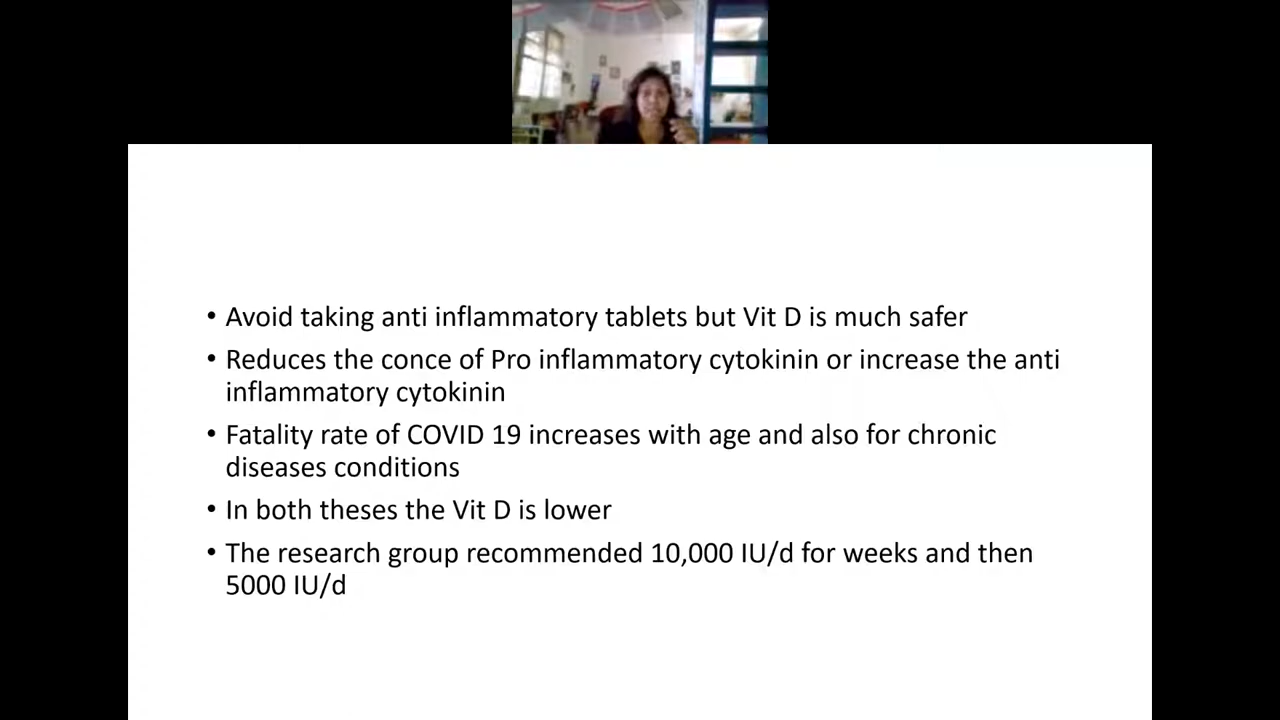 • Avoid taking anti inflammatory tablets but Vit D is much safer
• Reduces the conce of Pro inflammatory cytokinin or increase the anti
inflammatory cytokinin
• Fatality rate of COVID 19 increases with age and also for chronic
diseases conditions
• In both theses the Vit D is lower
• The research group recommended 10,000 IU/d for weeks and then
5000 IU/d